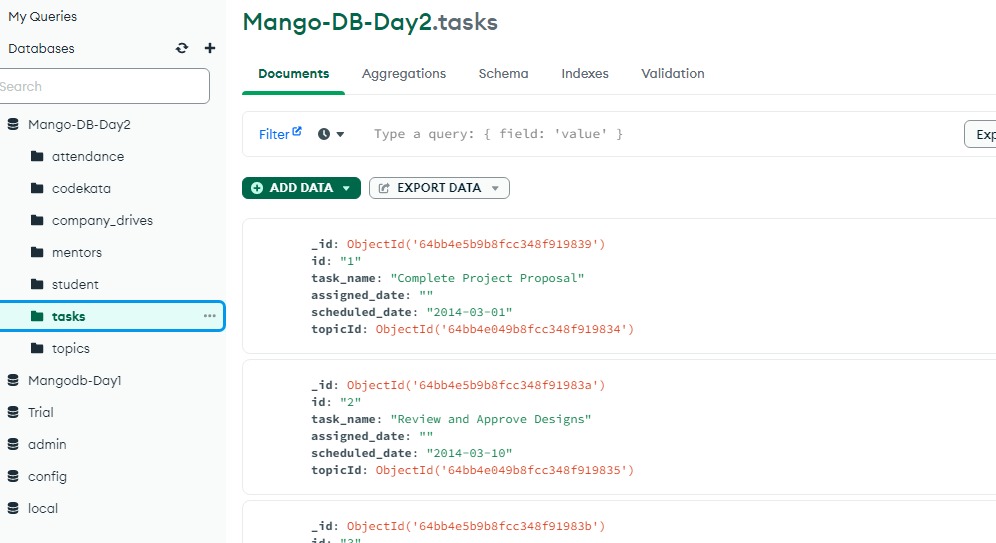 My Queries
Databases
Search
Mango-DB-Day2
attendance
codekata
company_drives
mentors
student
tasks
topics
Mangodb-Day1
Trial
admin
config
local
Mango-DB-Day2.tasks
Documents Aggregations Schema Indexes Validation
Filter Type a query: { field: 'value' }
Exp
ADD DATA EXPORT DATA
_id: ObjectId('64bb4e5b9b8fcc348f919839')
id: "1"
task_name: "Complete Project Proposal"
assigned_date: ""
scheduled_date: "2014-03-01"
topicId: ObjectId('64bb4e049b8fcc348f919834')
_id: ObjectId('64bb4e5b9b8fcc348f91983a')
id: "2"
task_name: "Review and Approve Designs"
assigned_date: ""
scheduled_date: "2014-03-10"
topicId: ObjectId('64bb4e049b8fcc348f919835')
_id: ObjectId('64bb4e5b9b8fcc348f91983b')
id: "3"